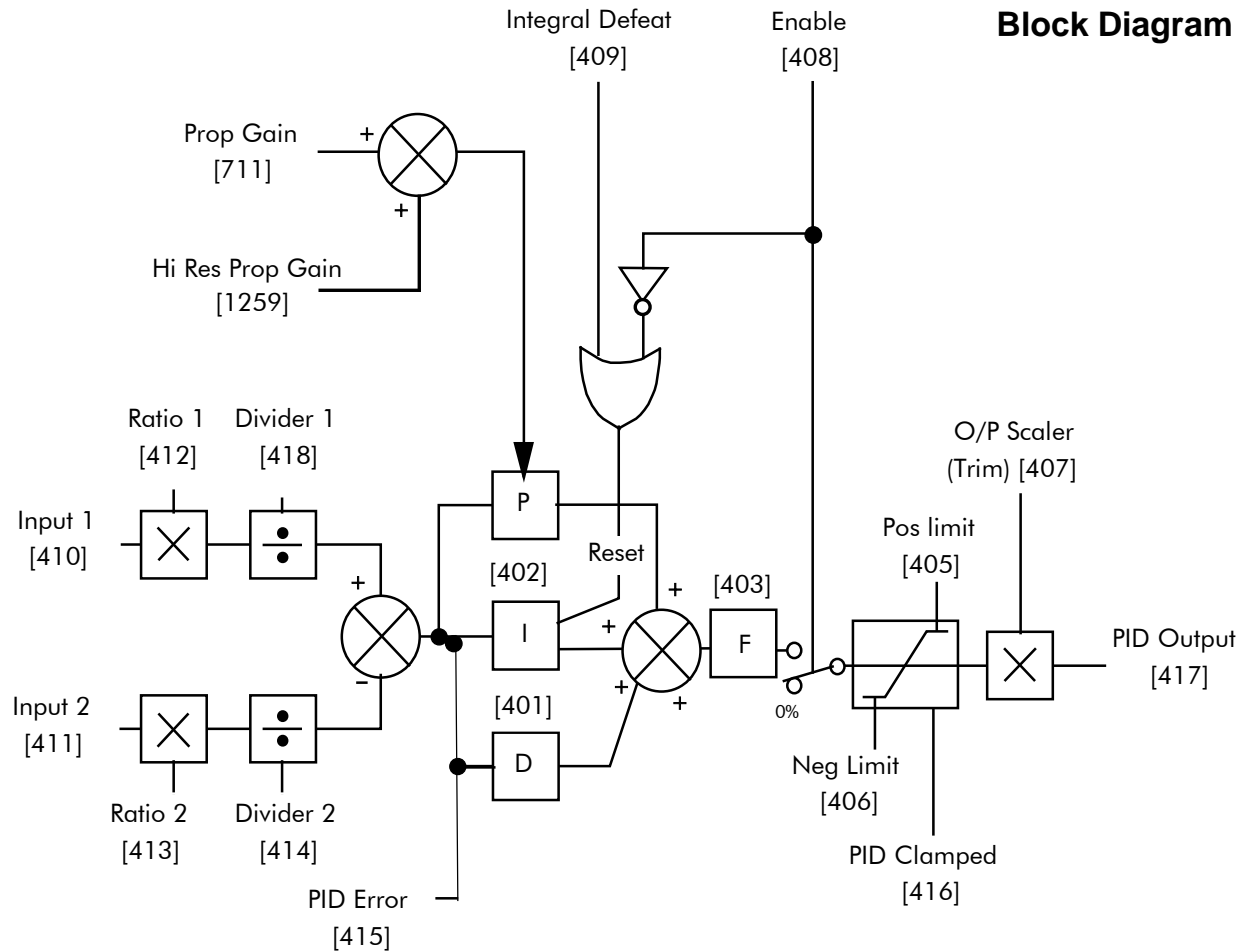 Block Diagram
Integral Defeat
[409]
Enable
[408]
Prop Gain
[711]
+
+
Hi Res Prop Gain
[1259]
Ratio 1
[412]
Divider 1
[418]
O/P Scaler
(Trim) [407]
Input 1
[410]
P
Pos limit
[405]
Reset
[402]
+
+
[403]
I
+
F
PID Output
[417]
-
+
+
[401]
0%
Input 2
[411]
D
Neg Limit
[406]
Ratio 2
[413]
Divider 2
[414]
PID Clamped
[416]
PID Error
[415]